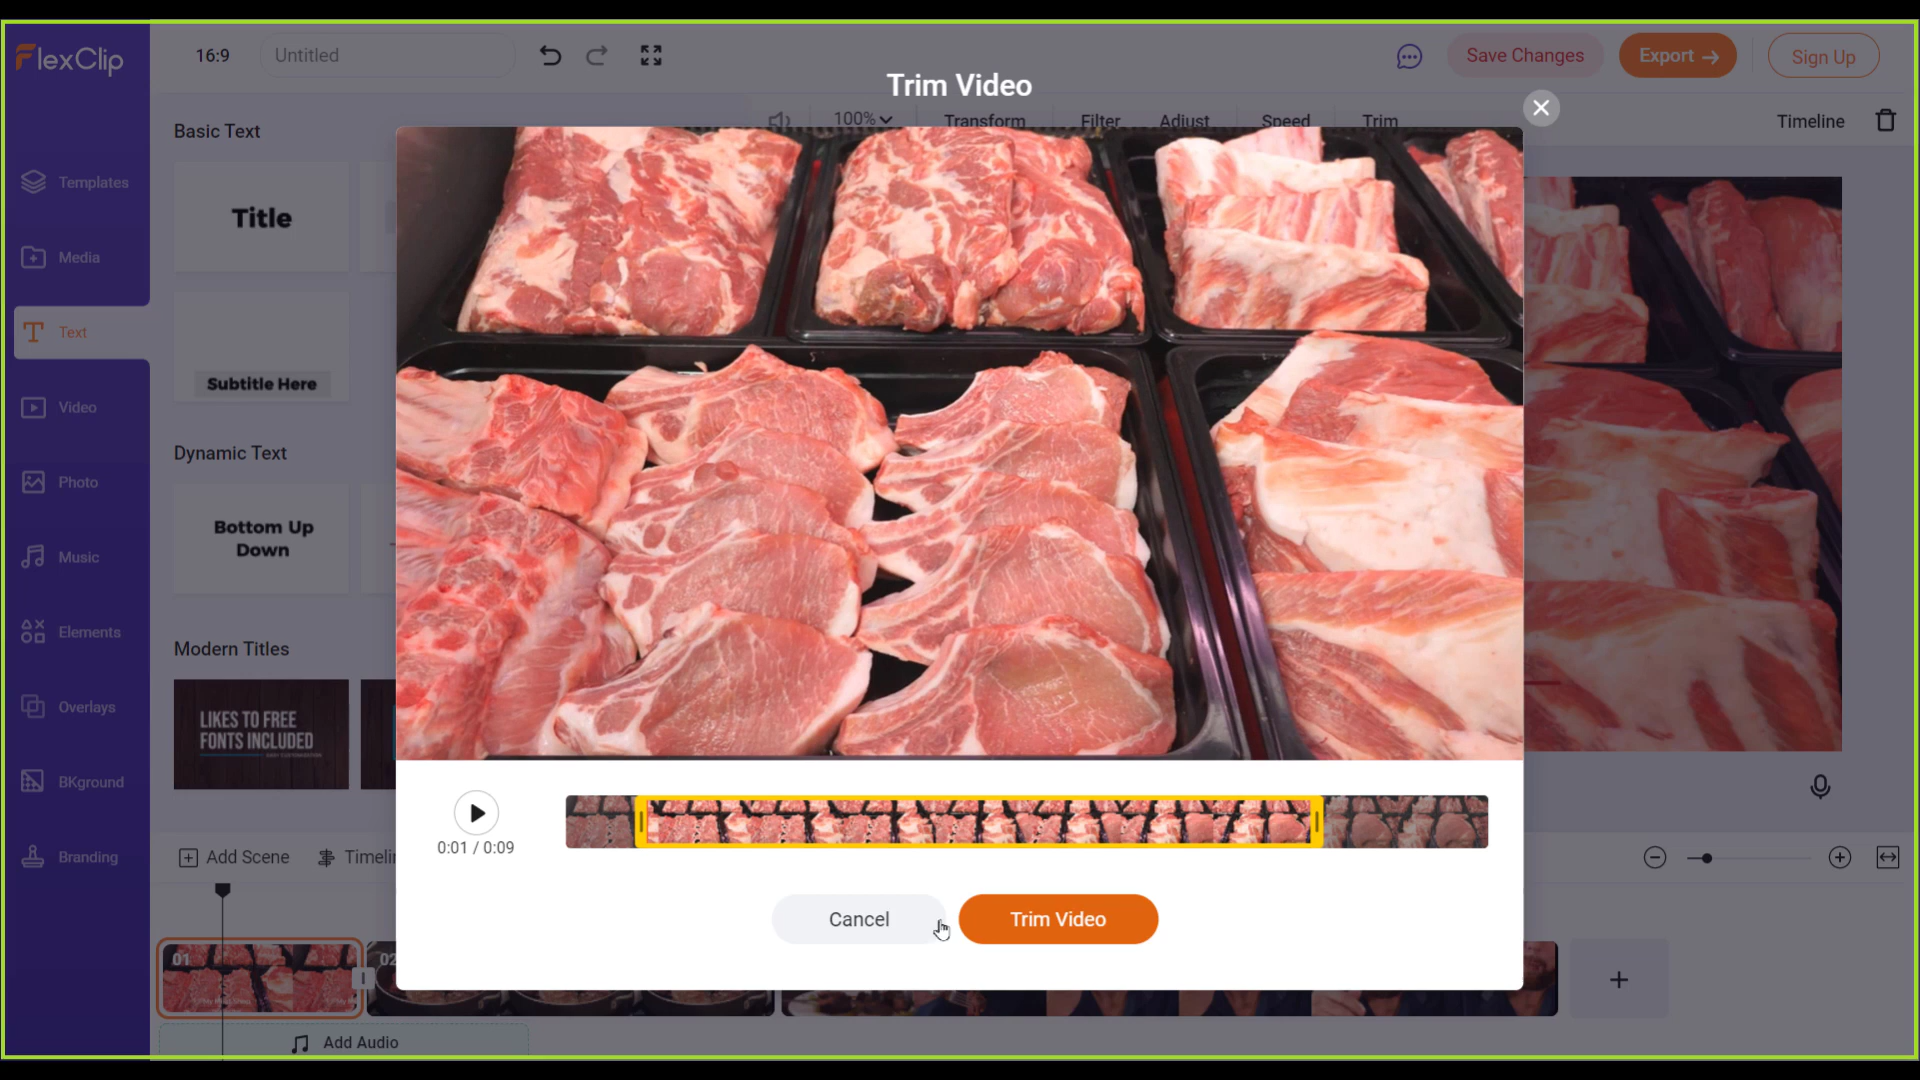 FlexClip
16:9
Untitled
Save Changes
Export
Sign Up
Trim Video
100%
Transform
Filter
Adjust
Speed
Trim
Timeline
Templates
Media
Text
Video
Photo
Music
Elements
Overlays
BKground
Branding
Basic Text
Title
Subtitle Here
Dynamic Text
Bottom Up
Down
Modern Titles
LIKES TO FREE
FONTS INCLUDED
0:01 / 0:09
Cancel
Trim Video
Add Scene
01
02
Add Audio